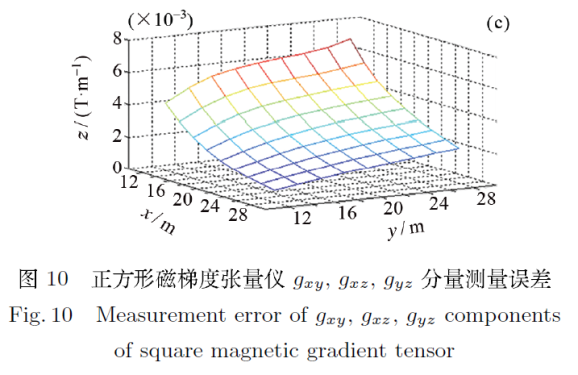 (×10⁻³)
(c)
8
6
4
2
0
z/(T·m⁻¹)
12
16
20
24
28
x/m
12
16
20
24
28
y/m
图 10 正方形磁梯度张量仪 gxy, gxz, gyz 分量测量误差
Fig. 10 Measurement error of gxy, gxz, gyz components
of square magnetic gradient tensor